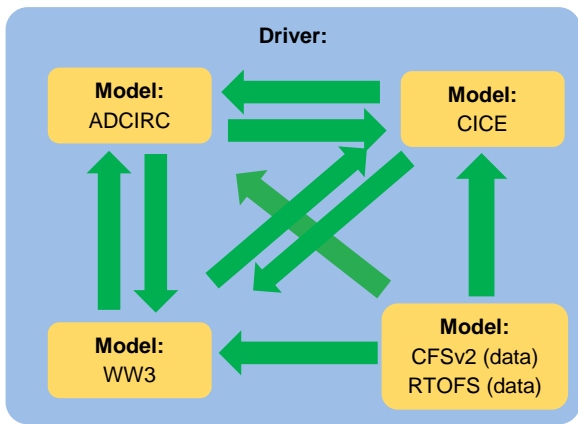 Driver:
Model:
ADCIRC
Model:
CICE
Model:
WW3
Model:
CFSv2 (data)
RTOFS (data)